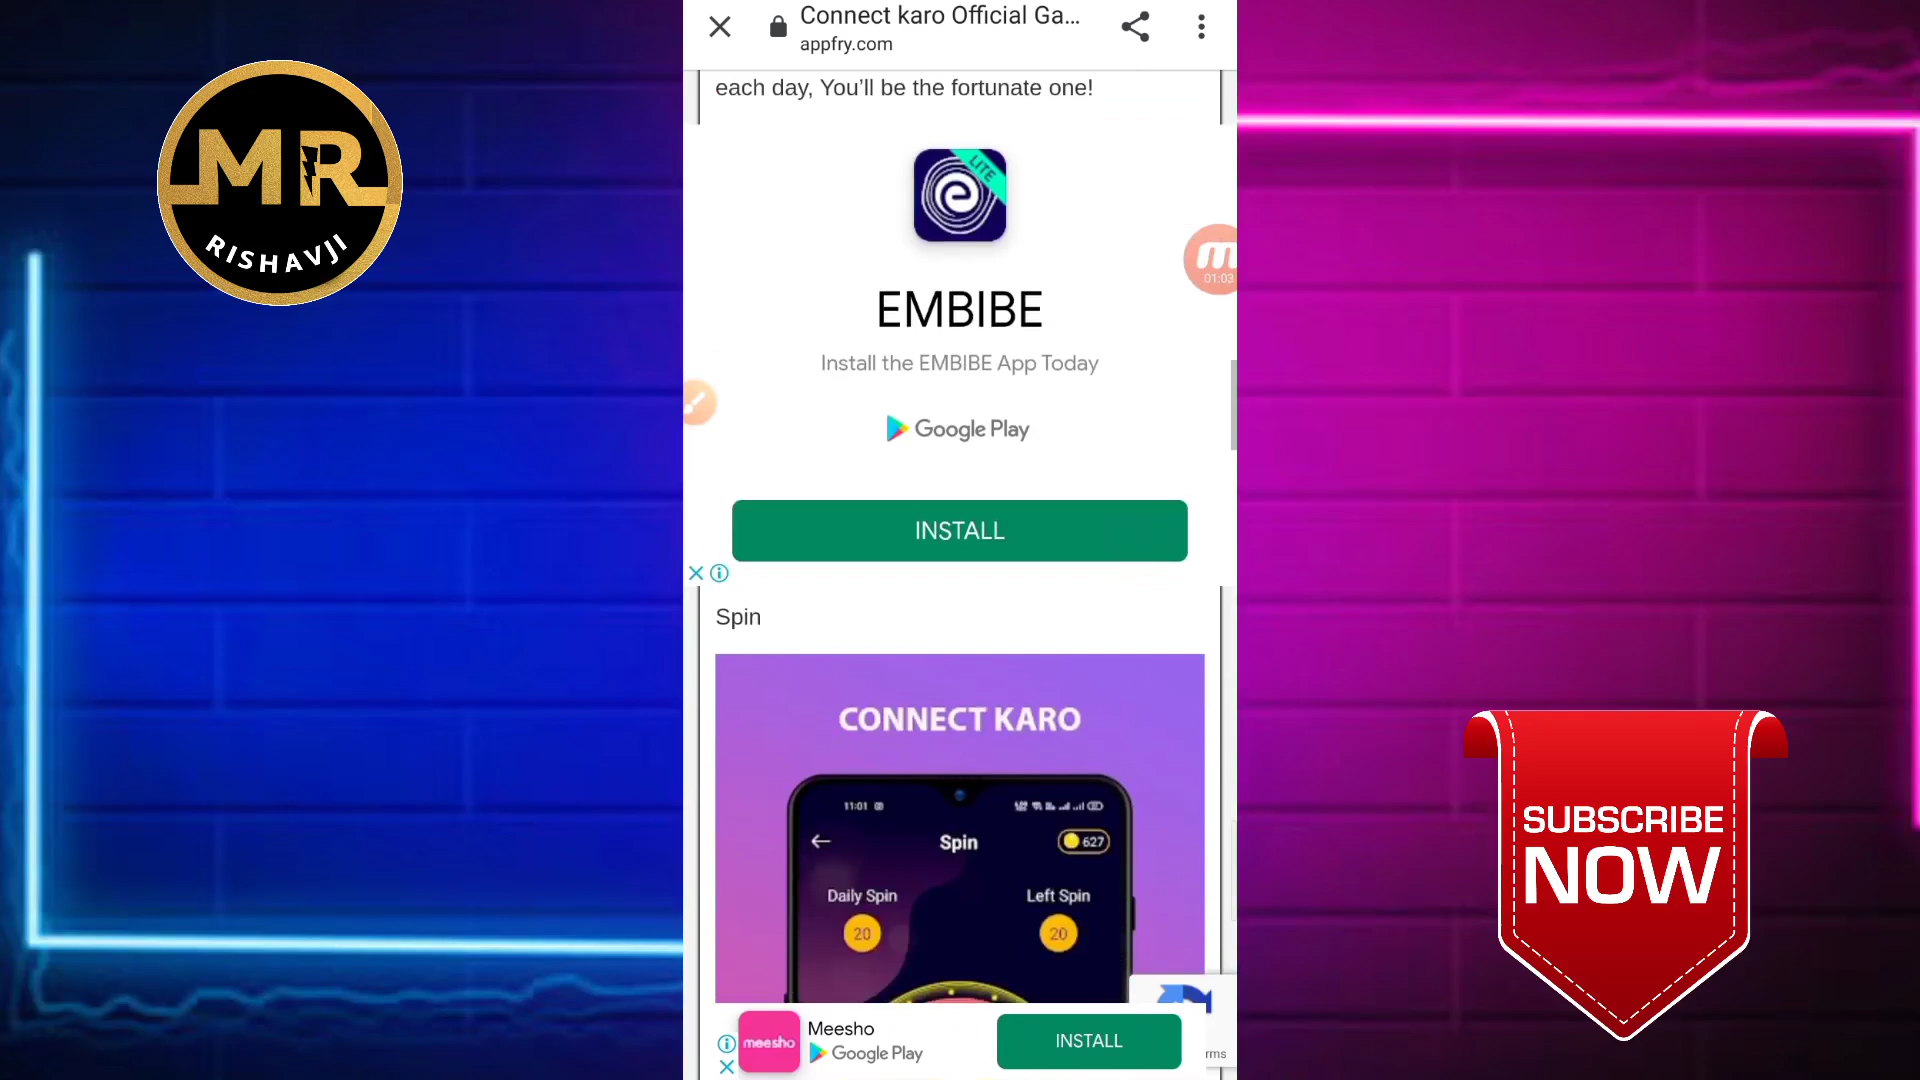 Connect karo Official Ga...
appfry.com
each day, You'll be the fortunate one!
MR
RISHAVJI
LITE
e
m
01:03
EMBIBE
Install the EMBIBE App Today
Google Play
INSTALL
Spin
CONNECT KARO
11:01
Spin
627
Daily Spin
Left Spin
20
20
SUBSCRIBE
NOW
meesho
Meesho
Google Play
INSTALL
rms